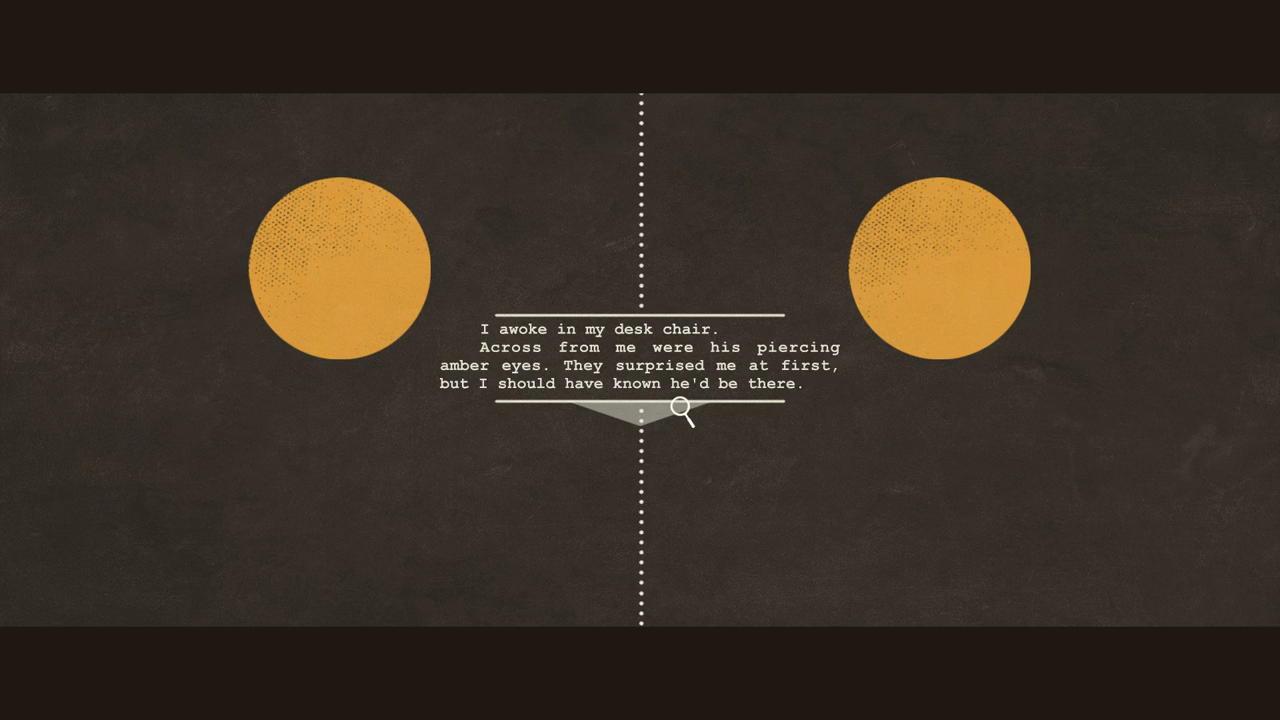 I awoke in my desk chair.
Across from me were his piercing
amber eyes. They surprised me at first,
but I should have known he'd be there.